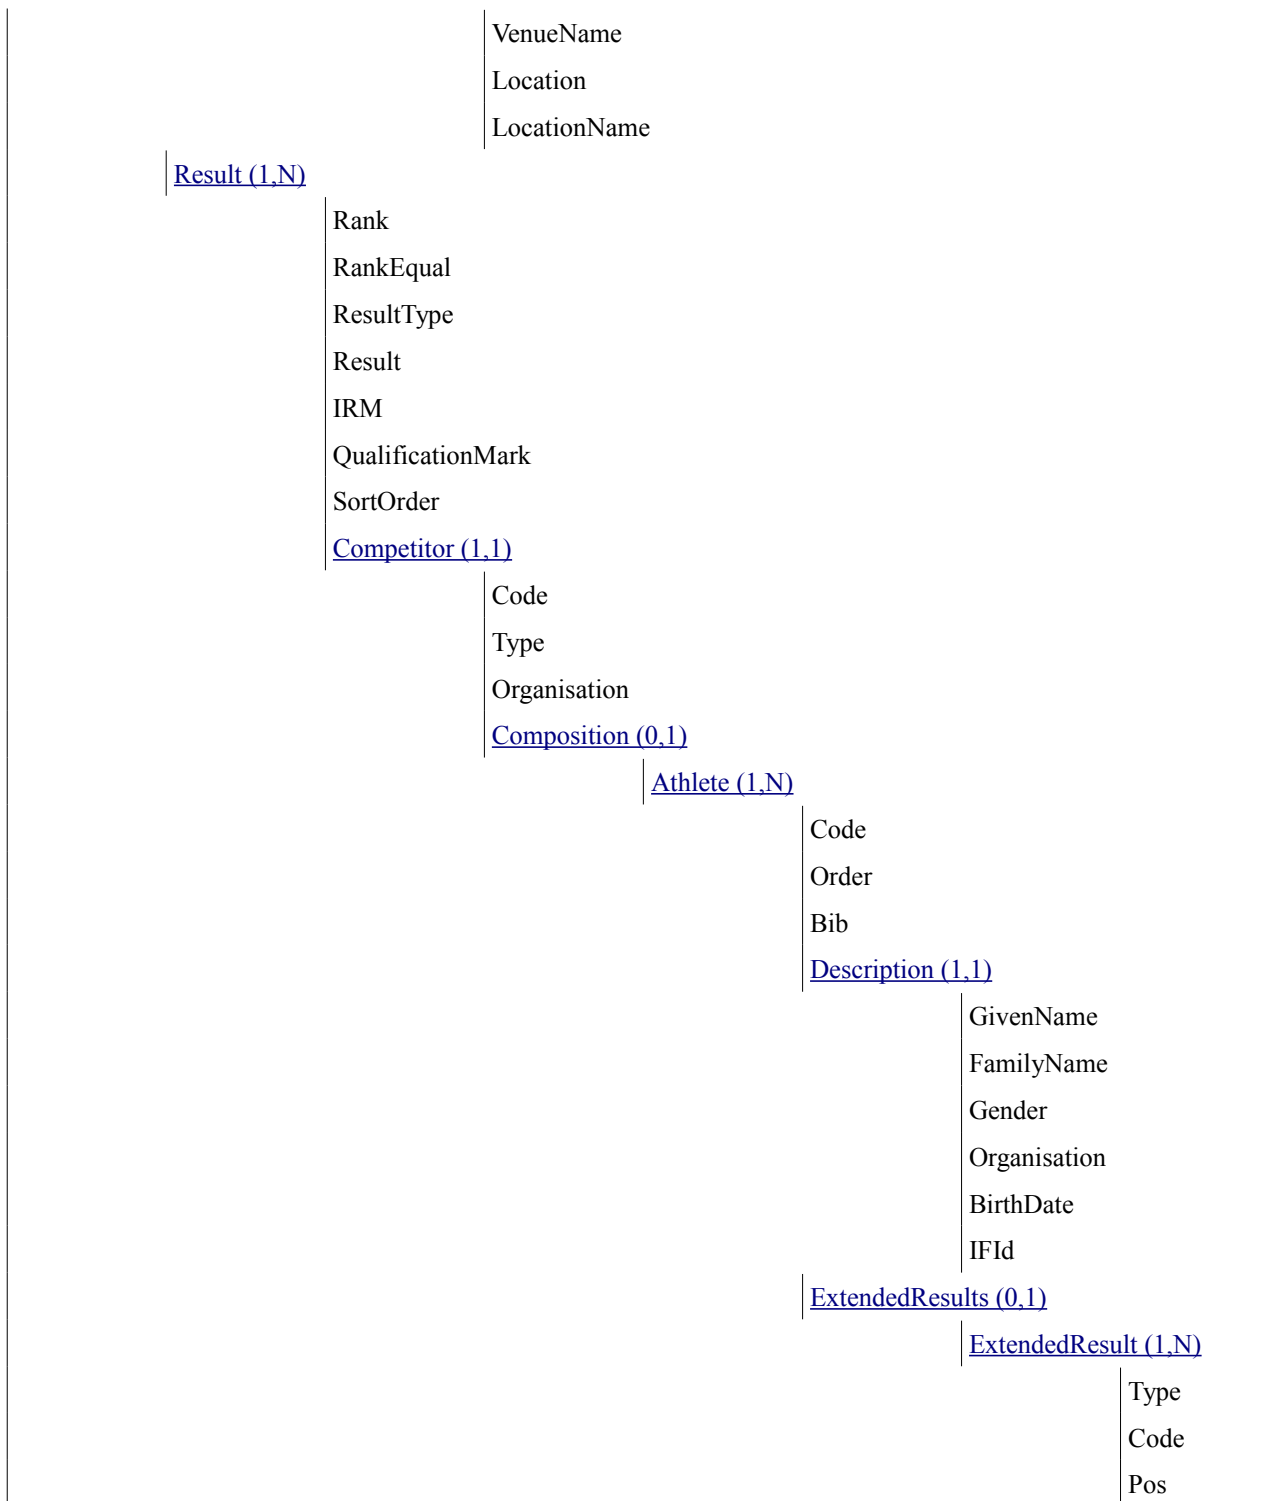 VenueName
Location
LocationName
Result (1,N)
Rank
RankEqual
ResultType
Result
IRM
QualificationMark
SortOrder
Competitor (1,1)
Code
Type
Organisation
Composition (0,1)
Athlete (1,N)
Code
Order
Bib
Description (1,1)
GivenName
FamilyName
Gender
Organisation
BirthDate
IFId
ExtendedResults (0,1)
ExtendedResult (1,N)
Type
Code
Pos